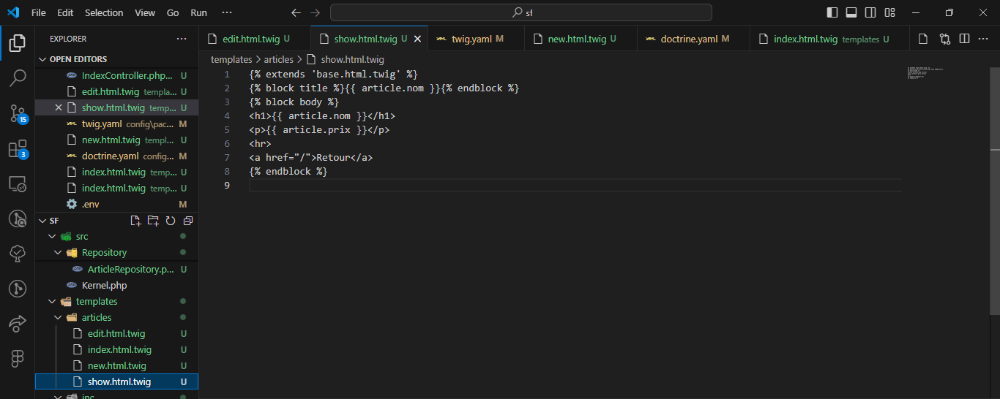 File Edit Selection View Go Run ···
sf
EXPLORER
OPEN EDITORS
IndexController.php... U
edit.html.twig templa... U
show.html.twig temp... U
twig.yaml config\pac... M
new.html.twig templ... U
doctrine.yaml config... M
index.html.twig temp... U
index.html.twig temp... U
.env M
SF
src
Repository
ArticleRepository.p... U
Kernel.php
templates
articles
edit.html.twig U
index.html.twig U
new.html.twig U
show.html.twig U
inc
15
3
edit.html.twig U
show.html.twig U
twig.yaml M
new.html.twig U
doctrine.yaml M
index.html.twig templates U
templates > articles > show.html.twig
1 {% extends 'base.html.twig' %}
2 {% block title %}{{ article.nom }}{% endblock %}
3 {% block body %}
4 <h1>{{ article.nom }}</h1>
5 <p>{{ article.prix }}</p>
6 <hr>
7 <a href="/">Retour</a>
8 {% endblock %}
9